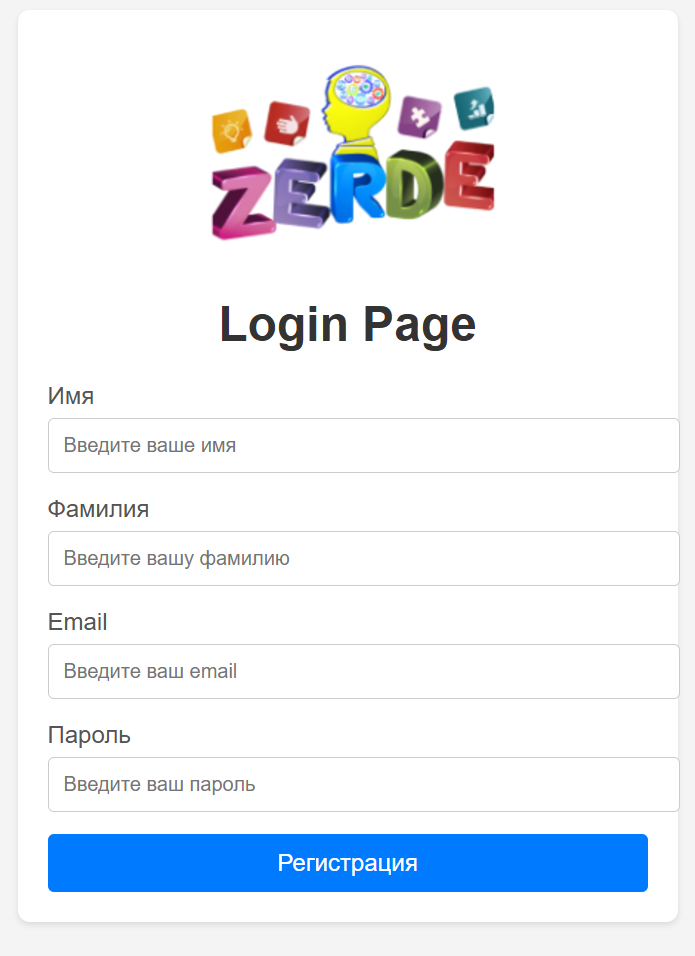 ZERDE
Login Page
Имя
Введите ваше имя
Фамилия
Введите вашу фамилию
Email
Введите ваш email
Пароль
Введите ваш пароль
Регистрация